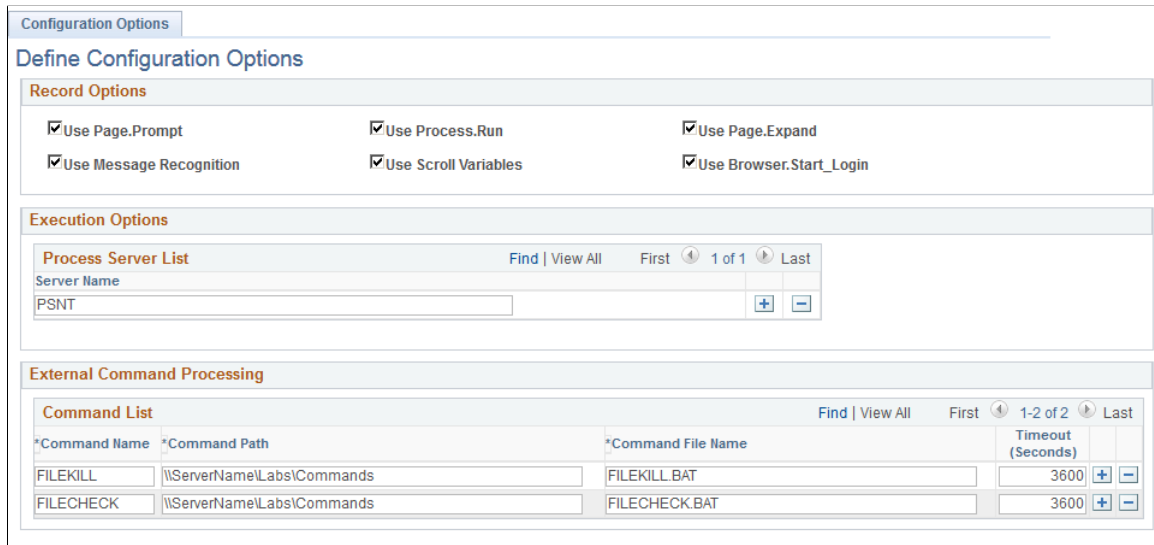 Configuration Options
Define Configuration Options
Record Options
Use Page.Prompt Use Process.Run Use Page.Expand
Use Message Recognition Use Scroll Variables Use Browser.Start_Login
Execution Options
Process Server List Find | View All First 1 of 1 Last
Server Name
PSNT
External Command Processing
Command List Find | View All First 1-2 of 2 Last
*Command Name *Command Path *Command File Name Timeout (Seconds)
FILEKILL \\ServerName\Labs\Commands FILEKILL.BAT 3600
FILECHECK \\ServerName\Labs\Commands FILECHECK.BAT 3600